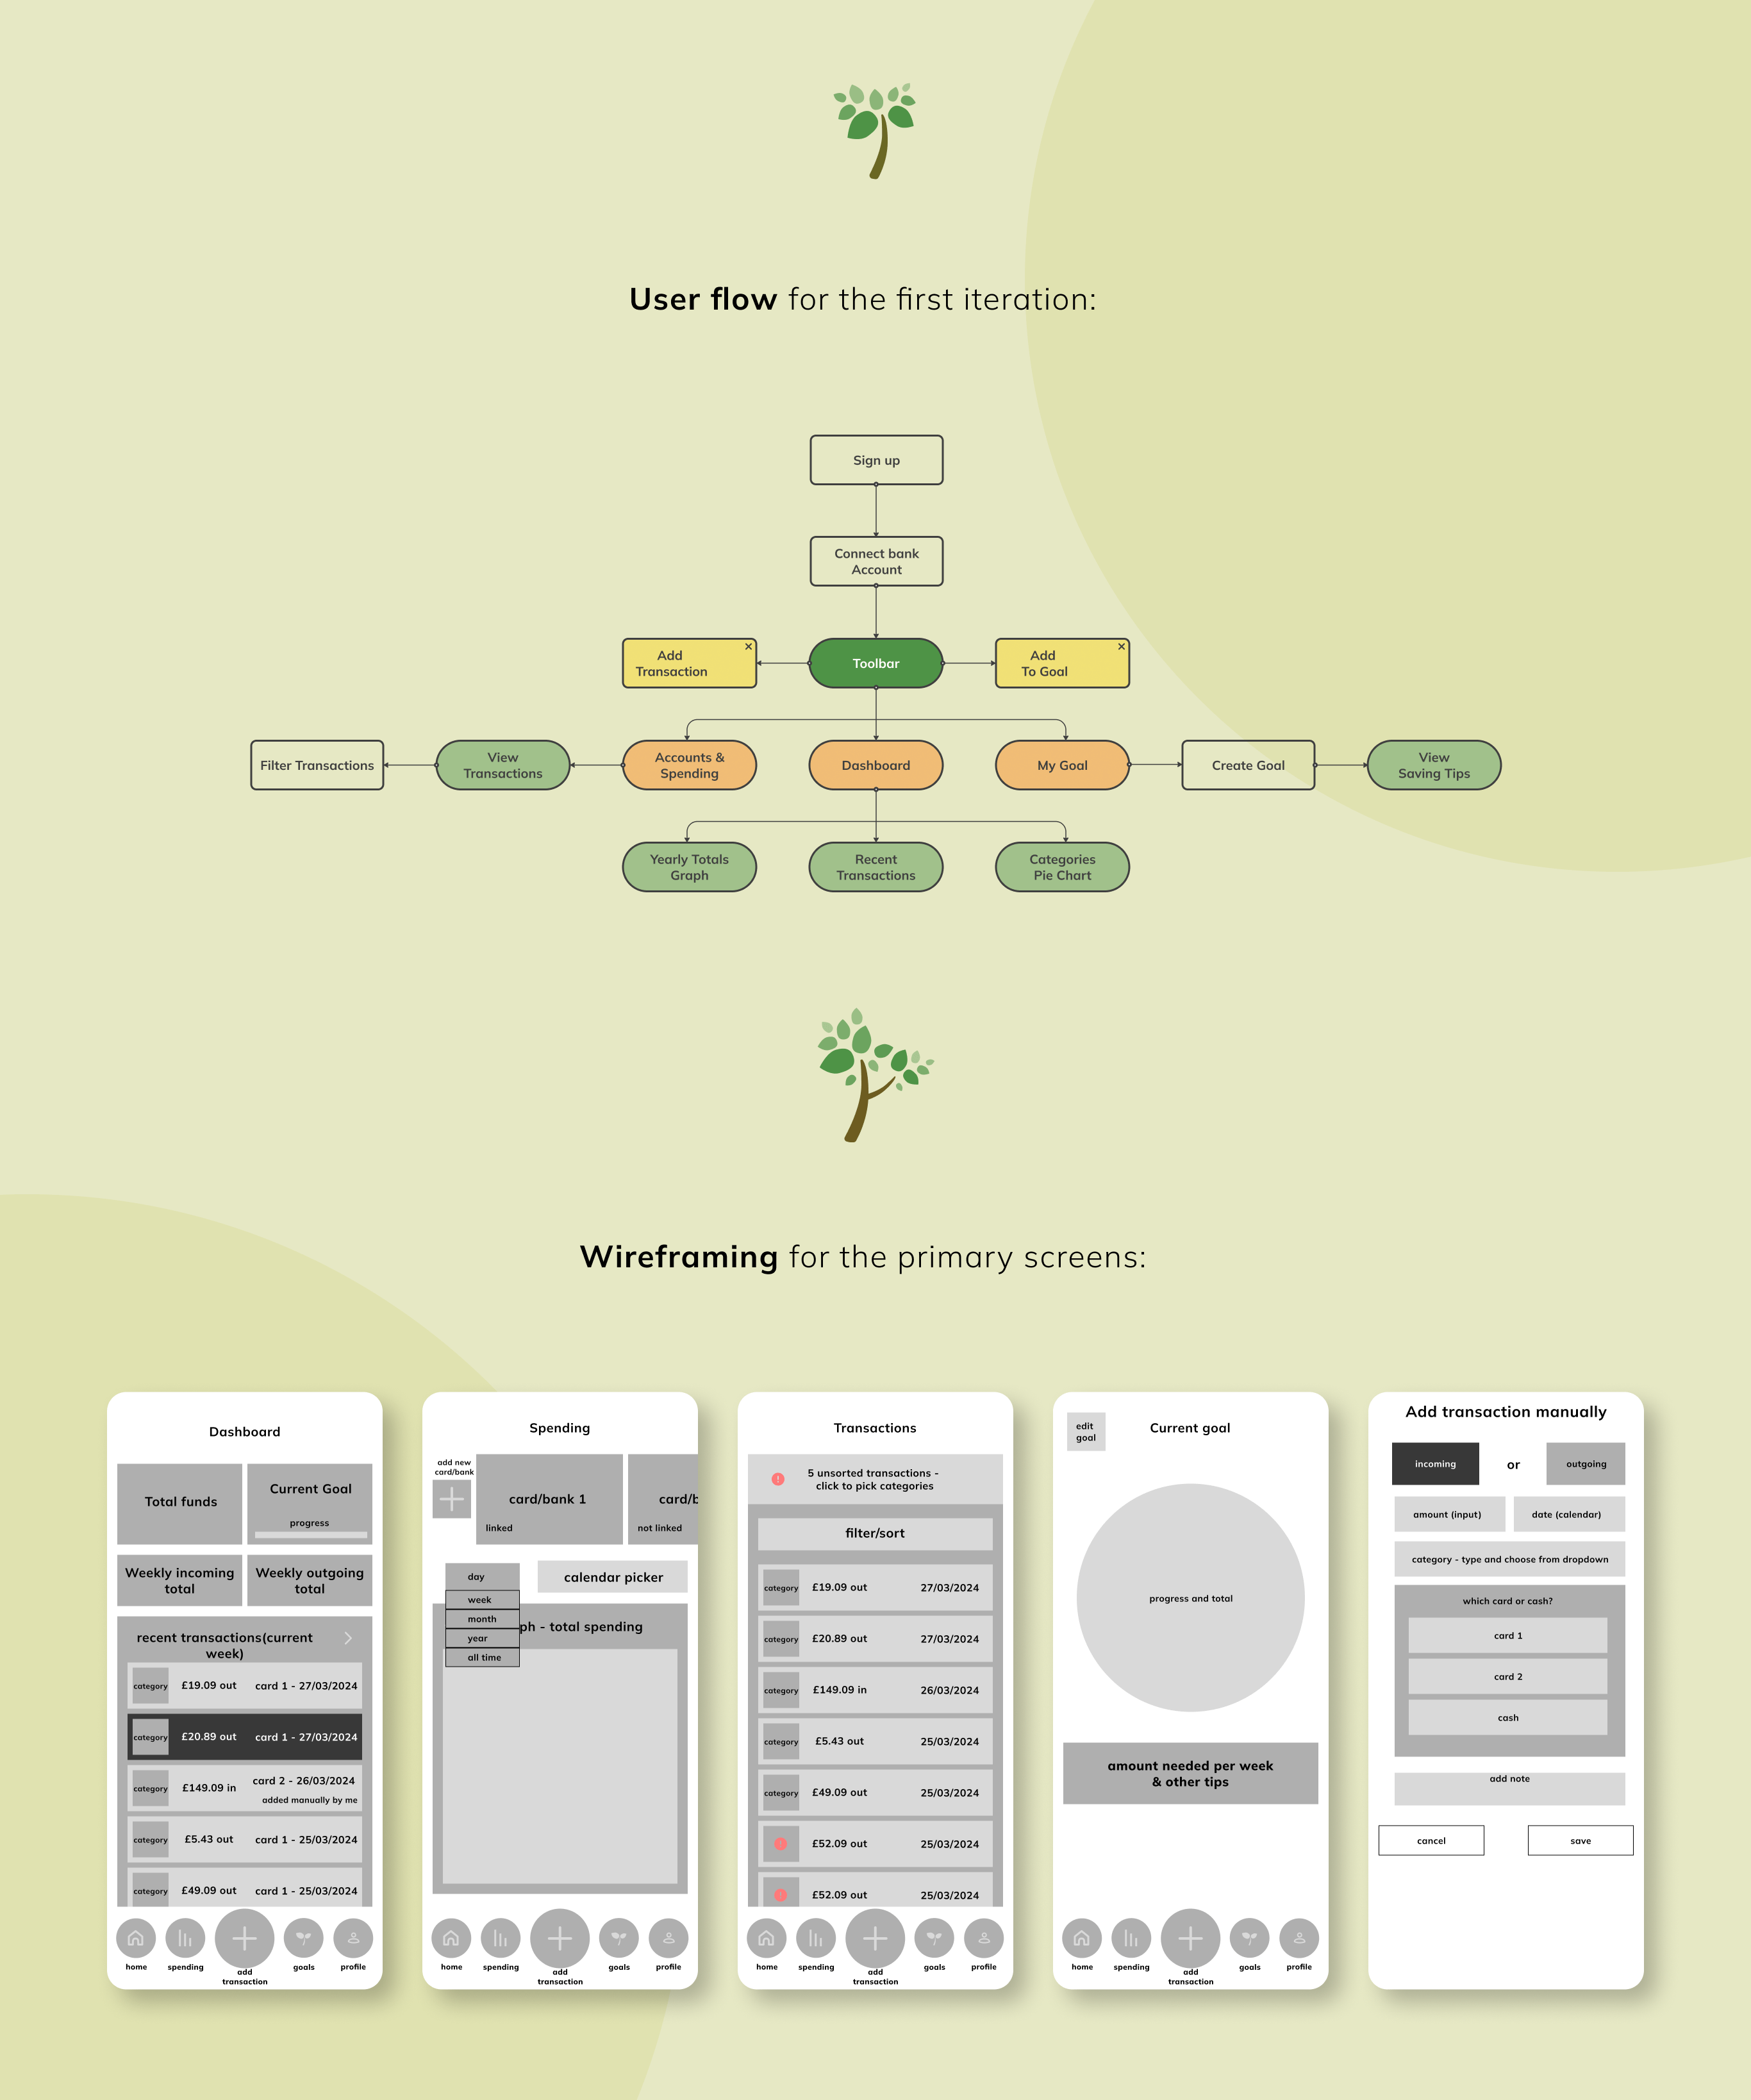 User flow for the first iteration:
Sign up
Connect bank
Account
Add
Transaction
Toolbar
Add
To Goal
Filter Transactions
View
Transactions
Accounts &
Spending
Dashboard
My Goal
Create Goal
View
Saving Tips
Yearly Totals
Graph
Recent
Transactions
Categories
Pie Chart
Wireframing for the primary screens:
Dashboard
Total funds
Current Goal
progress
Weekly incoming
total
Weekly outgoing
total
recent transactions(current
week)
category £19.09 out card 1 - 27/03/2024
category £20.89 out card 1 - 27/03/2024
category £149.09 in card 2 - 26/03/2024
added manually by me
category £5.43 out card 1 - 25/03/2024
category £49.09 out card 1 - 25/03/2024
home spending add goals profile
transaction
Spending
add new
card/bank
card/bank 1
linked
card/b
not linked
day
week
month
year
all time
calendar picker
ph - total spending
home spending add goals profile
transaction
Transactions
5 unsorted transactions -
click to pick categories
filter/sort
category £19.09 out 27/03/2024
category £20.89 out 27/03/2024
category £149.09 in 26/03/2024
category £5.43 out 25/03/2024
category £49.09 out 25/03/2024
! £52.09 out 25/03/2024
! £52.09 out 25/03/2024
home spending add goals profile
transaction
edit
goal
Current goal
progress and total
amount needed per week
& other tips
home spending add goals profile
transaction
Add transaction manually
incoming or outgoing
amount (input) date (calendar)
category - type and choose from dropdown
which card or cash?
card 1
card 2
cash
add note
cancel save